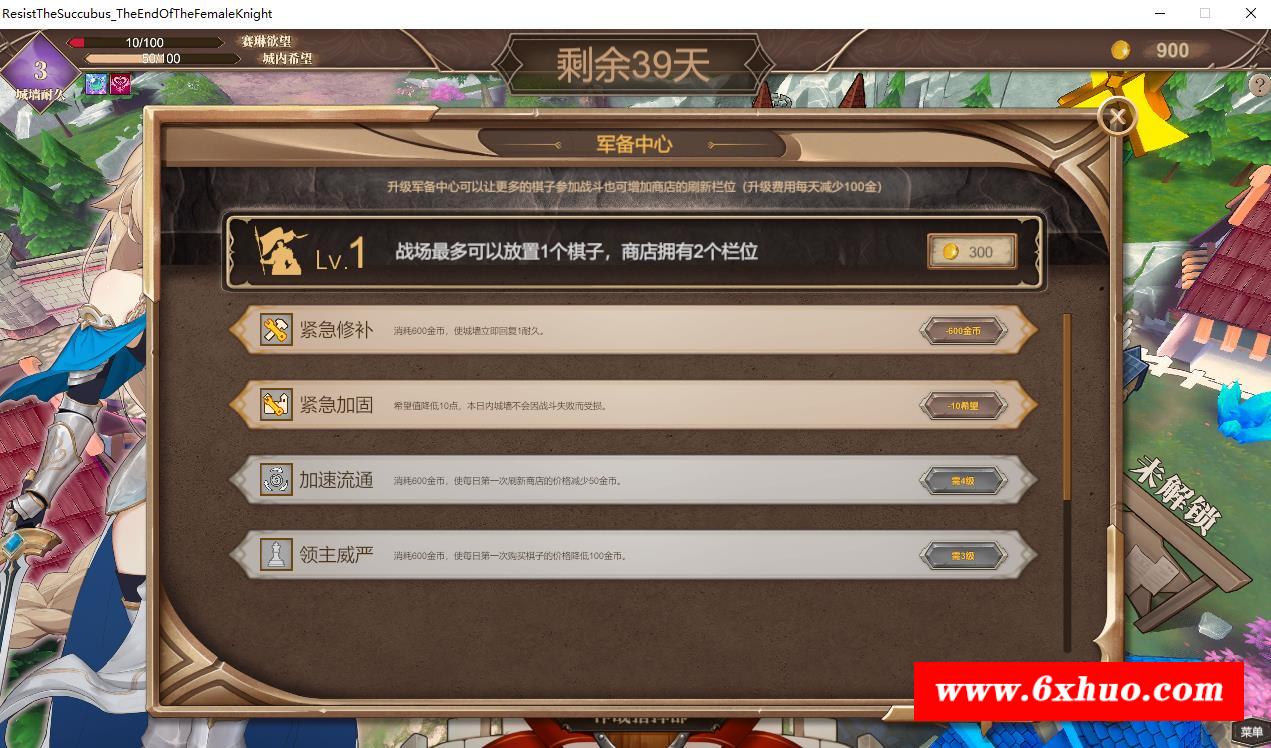 ResistTheSuccubus_TheEndOfTheFemaleKnight
10/100
赛琳欲望
50/100
城内希望
3
城墙耐久
剩余39天
900
?
X
军备中心
升级军备中心可以让更多的棋子参加战斗也可增加商店的刷新栏位（升级费用每天减少100金）
Lv.1
战场最多可以放置1个棋子，商店拥有2个栏位
300
紧急修补
消耗600金币，使城墙立即回复1耐久。
-600金币
紧急加固
希望值降低10点，本日内城墙不会因战斗失败而受损。
-10希望
加速流通
消耗600金币，使每日第一次刷新商店的价格减少50金币。
需4级
领主威严
消耗600金币，使每日第一次购买棋子的价格降低100金币。
需3级
未解锁
www.6xhuo.com
菜单